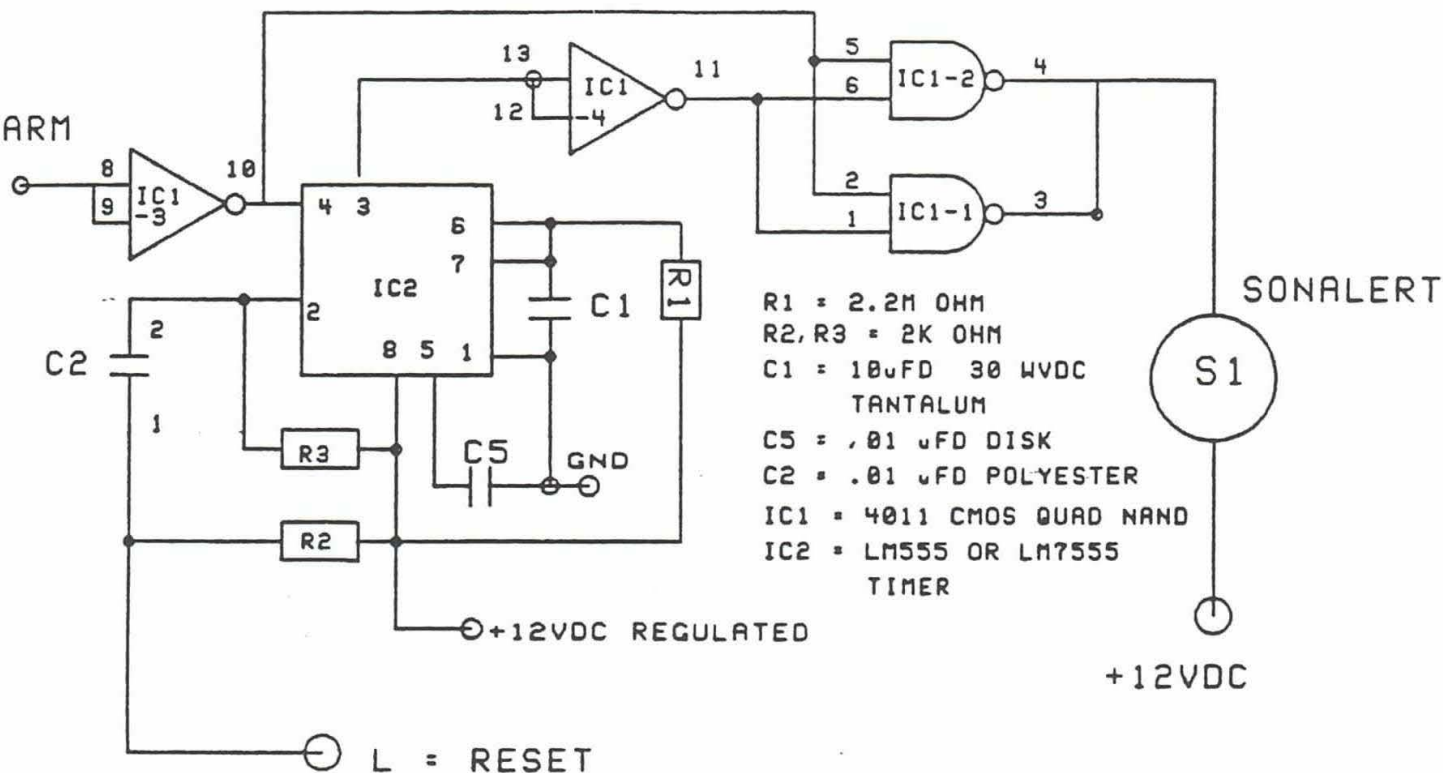 ARM
8
9
IC1
-3
10
13
12
IC1
-4
11
5
6
IC1-2
4
2
1
IC1-1
3
4 3
6
7
IC2
2
8 5 1
C1
R1
2
C2
1
R3
C5
GND
R2
+12VDC REGULATED
L = RESET
R1 = 2.2M OHM
R2,R3 = 2K OHM
C1 = 10uFD 30 WVDC
TANTALUM
C5 = .01 uFD DISK
C2 = .01 uFD POLYESTER
IC1 = 4011 CMOS QUAD NAND
IC2 = LM555 OR LM7555
TIMER
SONALERT
S1
+12VDC